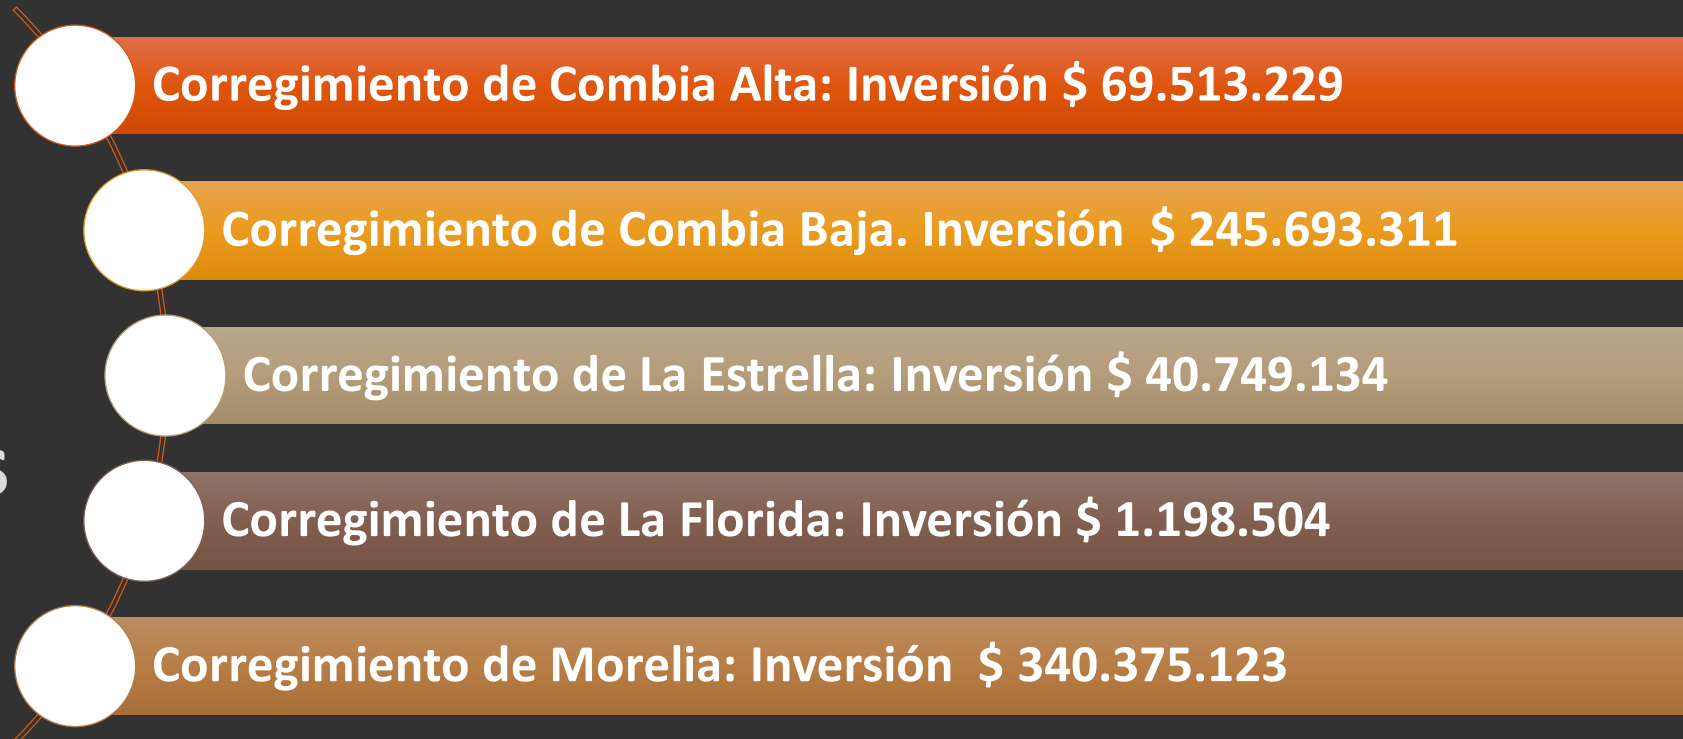 Corregimiento de Combia Alta: Inversión $ 69.513.229
Corregimiento de Combia Baja. Inversión  $ 245.693.311
Corregimiento de La Estrella: Inversión $ 40.749.134
Corregimiento de La Florida: Inversión $ 1.198.504
Corregimiento de Morelia: Inversión  $ 340.375.123